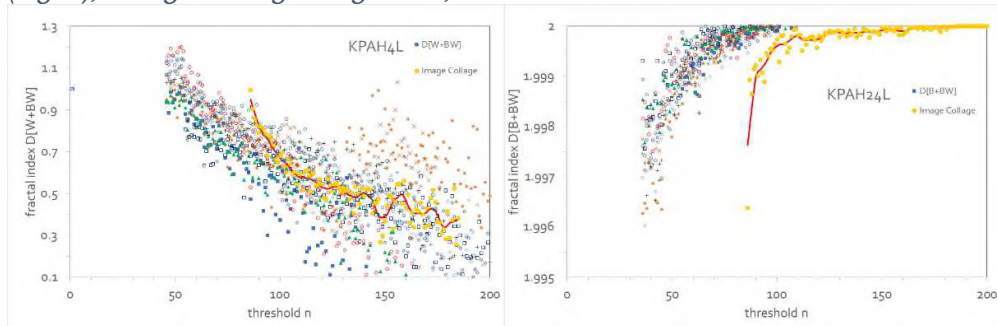 1.3
1.1
0.9
0.7
0.5
0.3
0.1
0
50
100
150
200
fractal index D[W+BW]
threshold n
KPAH4L
D[W+BW]
Image Collage
2
1.999
1.998
1.997
1.996
1.995
0
50
100
150
200
fractal index D[B+BW]
threshold n
KPAH24L
D[B+BW]
Image Collage